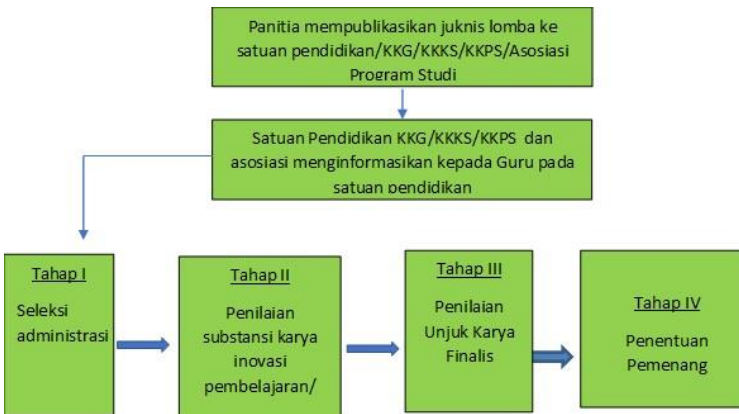 Panitia mempublikasikan juknis lomba ke
satuan pendidikan/KKG/KKKS/KKPS/Asosiasi
Program Studi
Satuan Pendidikan KKG/KKKS/KKPS dan
asosiasi menginformasikan kepada Guru pada
satuan pendidikan
Tahap I
Seleksi
administrasi
Tahap II
Penilaian
substansi karya
inovasi
pembelajaran/
Tahap III
Penilaian
Unjuk Karya
Finalis
Tahap IV
Penentuan
Pemenang